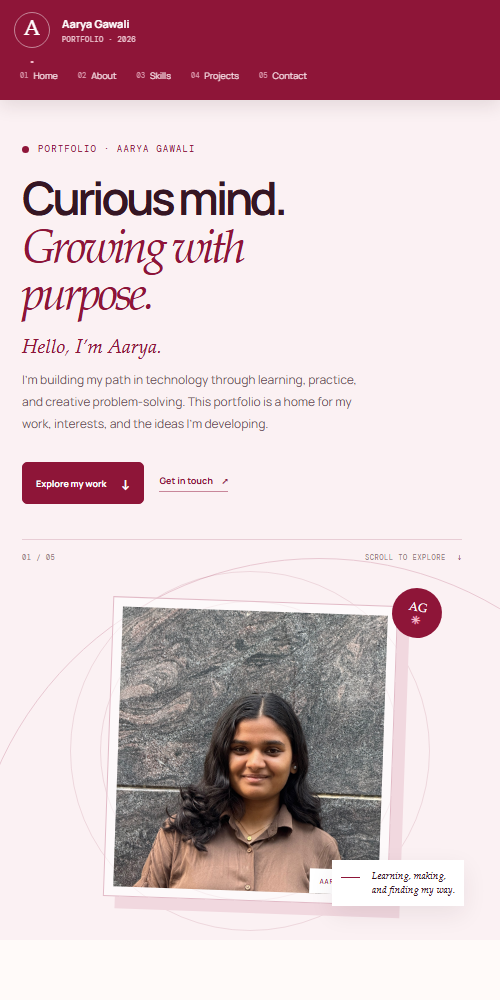 A
Aarya Gawali
PORTFOLIO · 2026
01 Home 02 About 03 Skills 04 Projects 05 Contact
PORTFOLIO · AARYA GAWALI
Curious mind.
Growing with
purpose.
Hello, I'm Aarya.
I'm building my path in technology through learning, practice,
and creative problem-solving. This portfolio is a home for my
work, interests, and the ideas I'm developing.
Explore my work ↓ Get in touch ↗
01 / 05 SCROLL TO EXPLORE ↓
AG
Learning, making,
and finding my way.